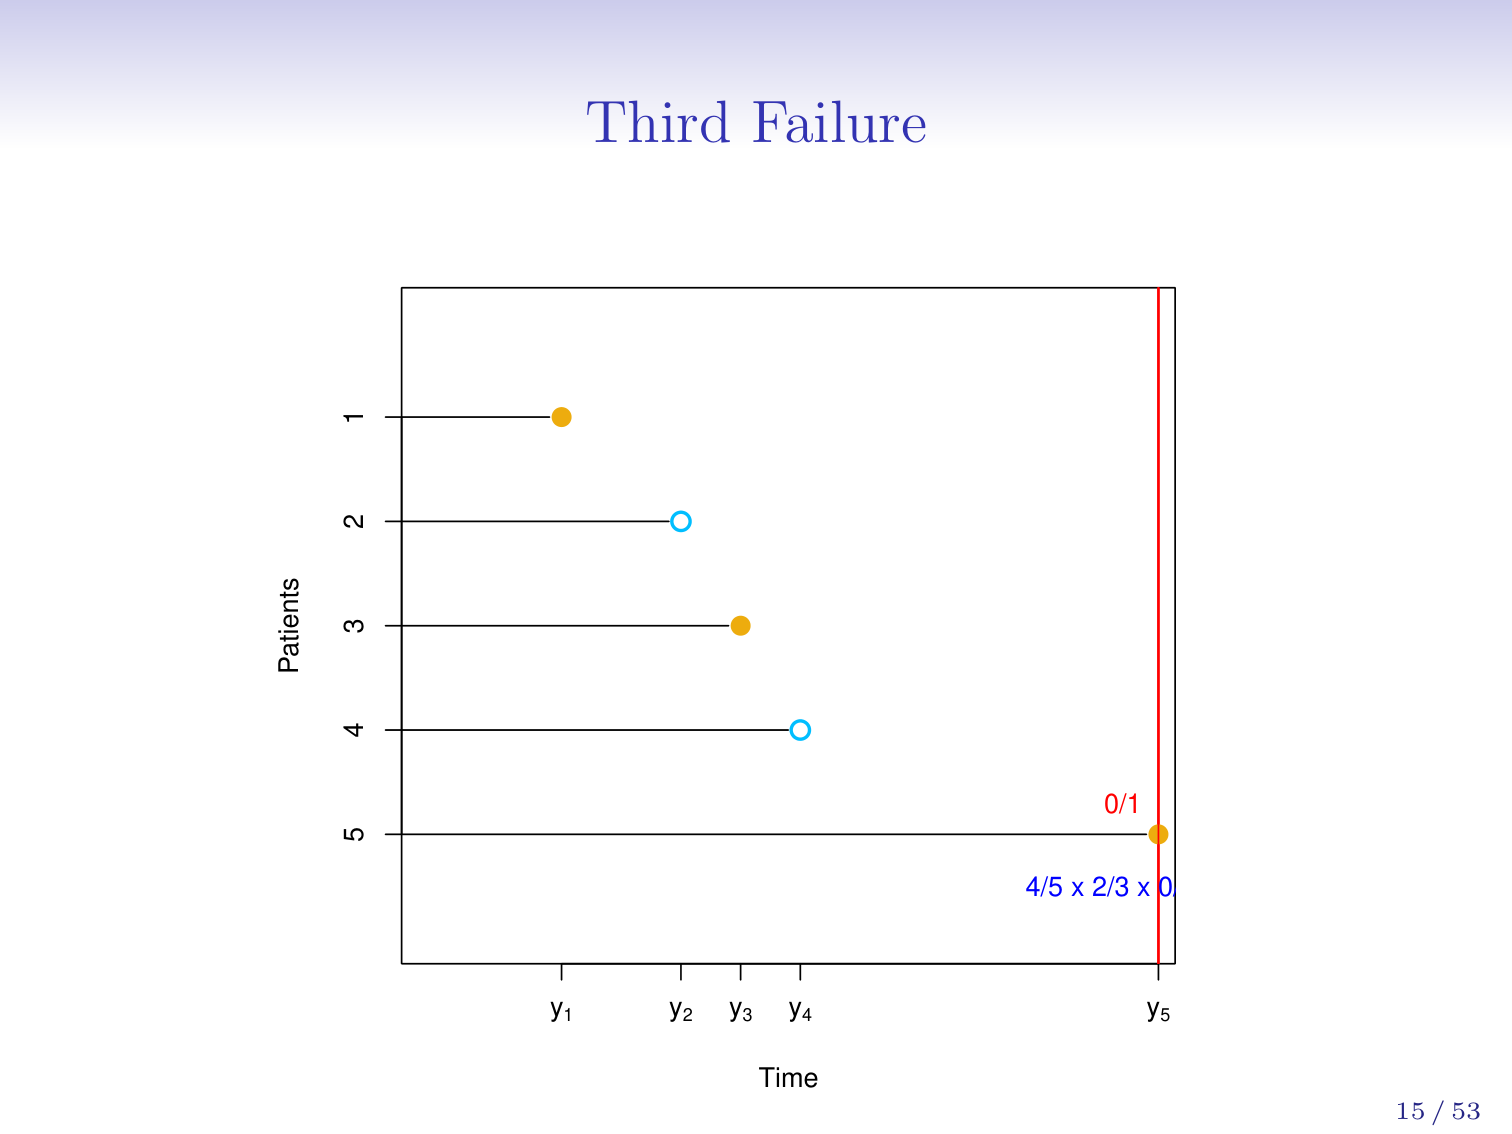 Third Failure
1
2
3
4
5
Patients
0/1
4/5 x 2/3 x 0/
y1 y2 y3 y4 y5
Time
15 / 53